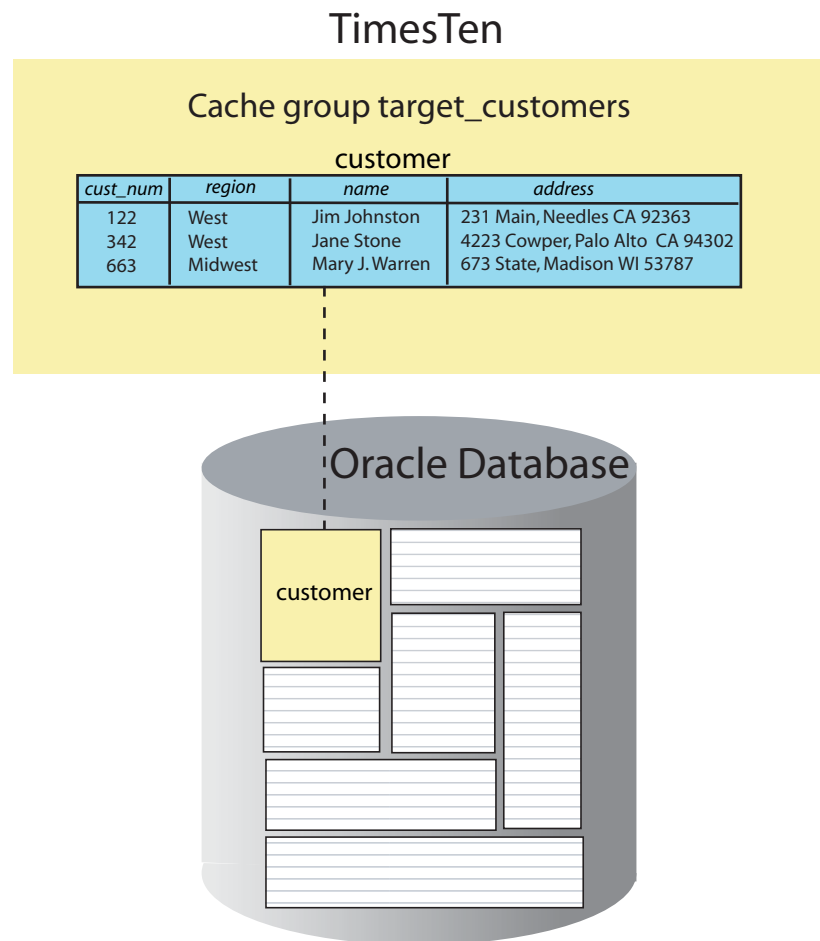 TimesTen
Cache group target_customers
customer
cust_num region name address
122 West Jim Johnston 231 Main, Needles CA 92363
342 West Jane Stone 4223 Cowper, Palo Alto CA 94302
663 Midwest Mary J. Warren 673 State, Madison WI 53787
Oracle Database
customer